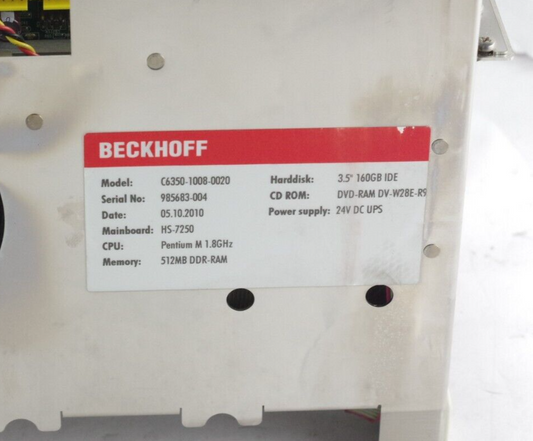 BECKHOFF
Model: C6350-1008-0020
Serial No: 985683-004
Date: 05.10.2010
Mainboard: HS-7250
CPU: Pentium M 1.8GHz
Memory: 512MB DDR-RAM
Harddisk: 3.5" 160GB IDE
CD ROM: DVD-RAM DV-W28E-R9
Power supply: 24V DC UPS